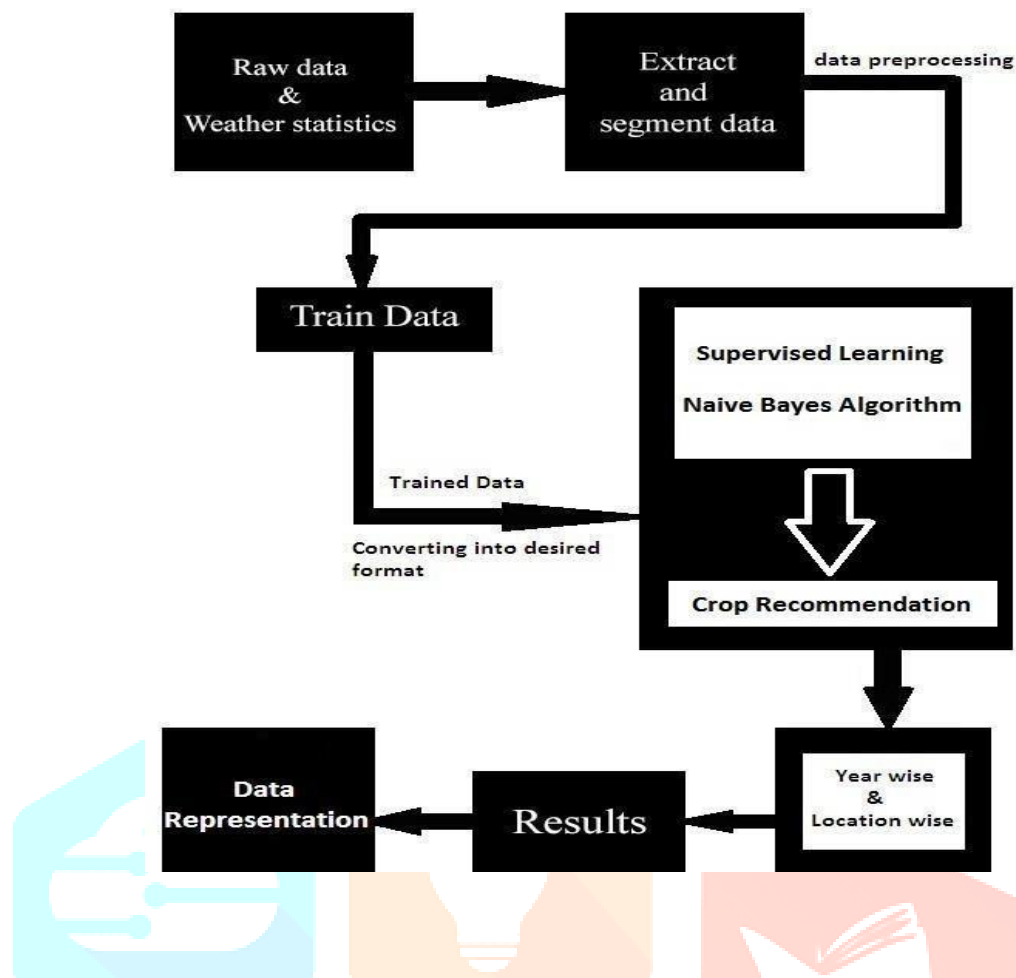 Raw data
&
Weather statistics
Extract
and
segment data
data preprocessing
Train Data
Supervised Learning
Naive Bayes Algorithm
Trained Data
Converting into desired
format
Crop Recommendation
Year wise
&
Location wise
Results
Data
Representation